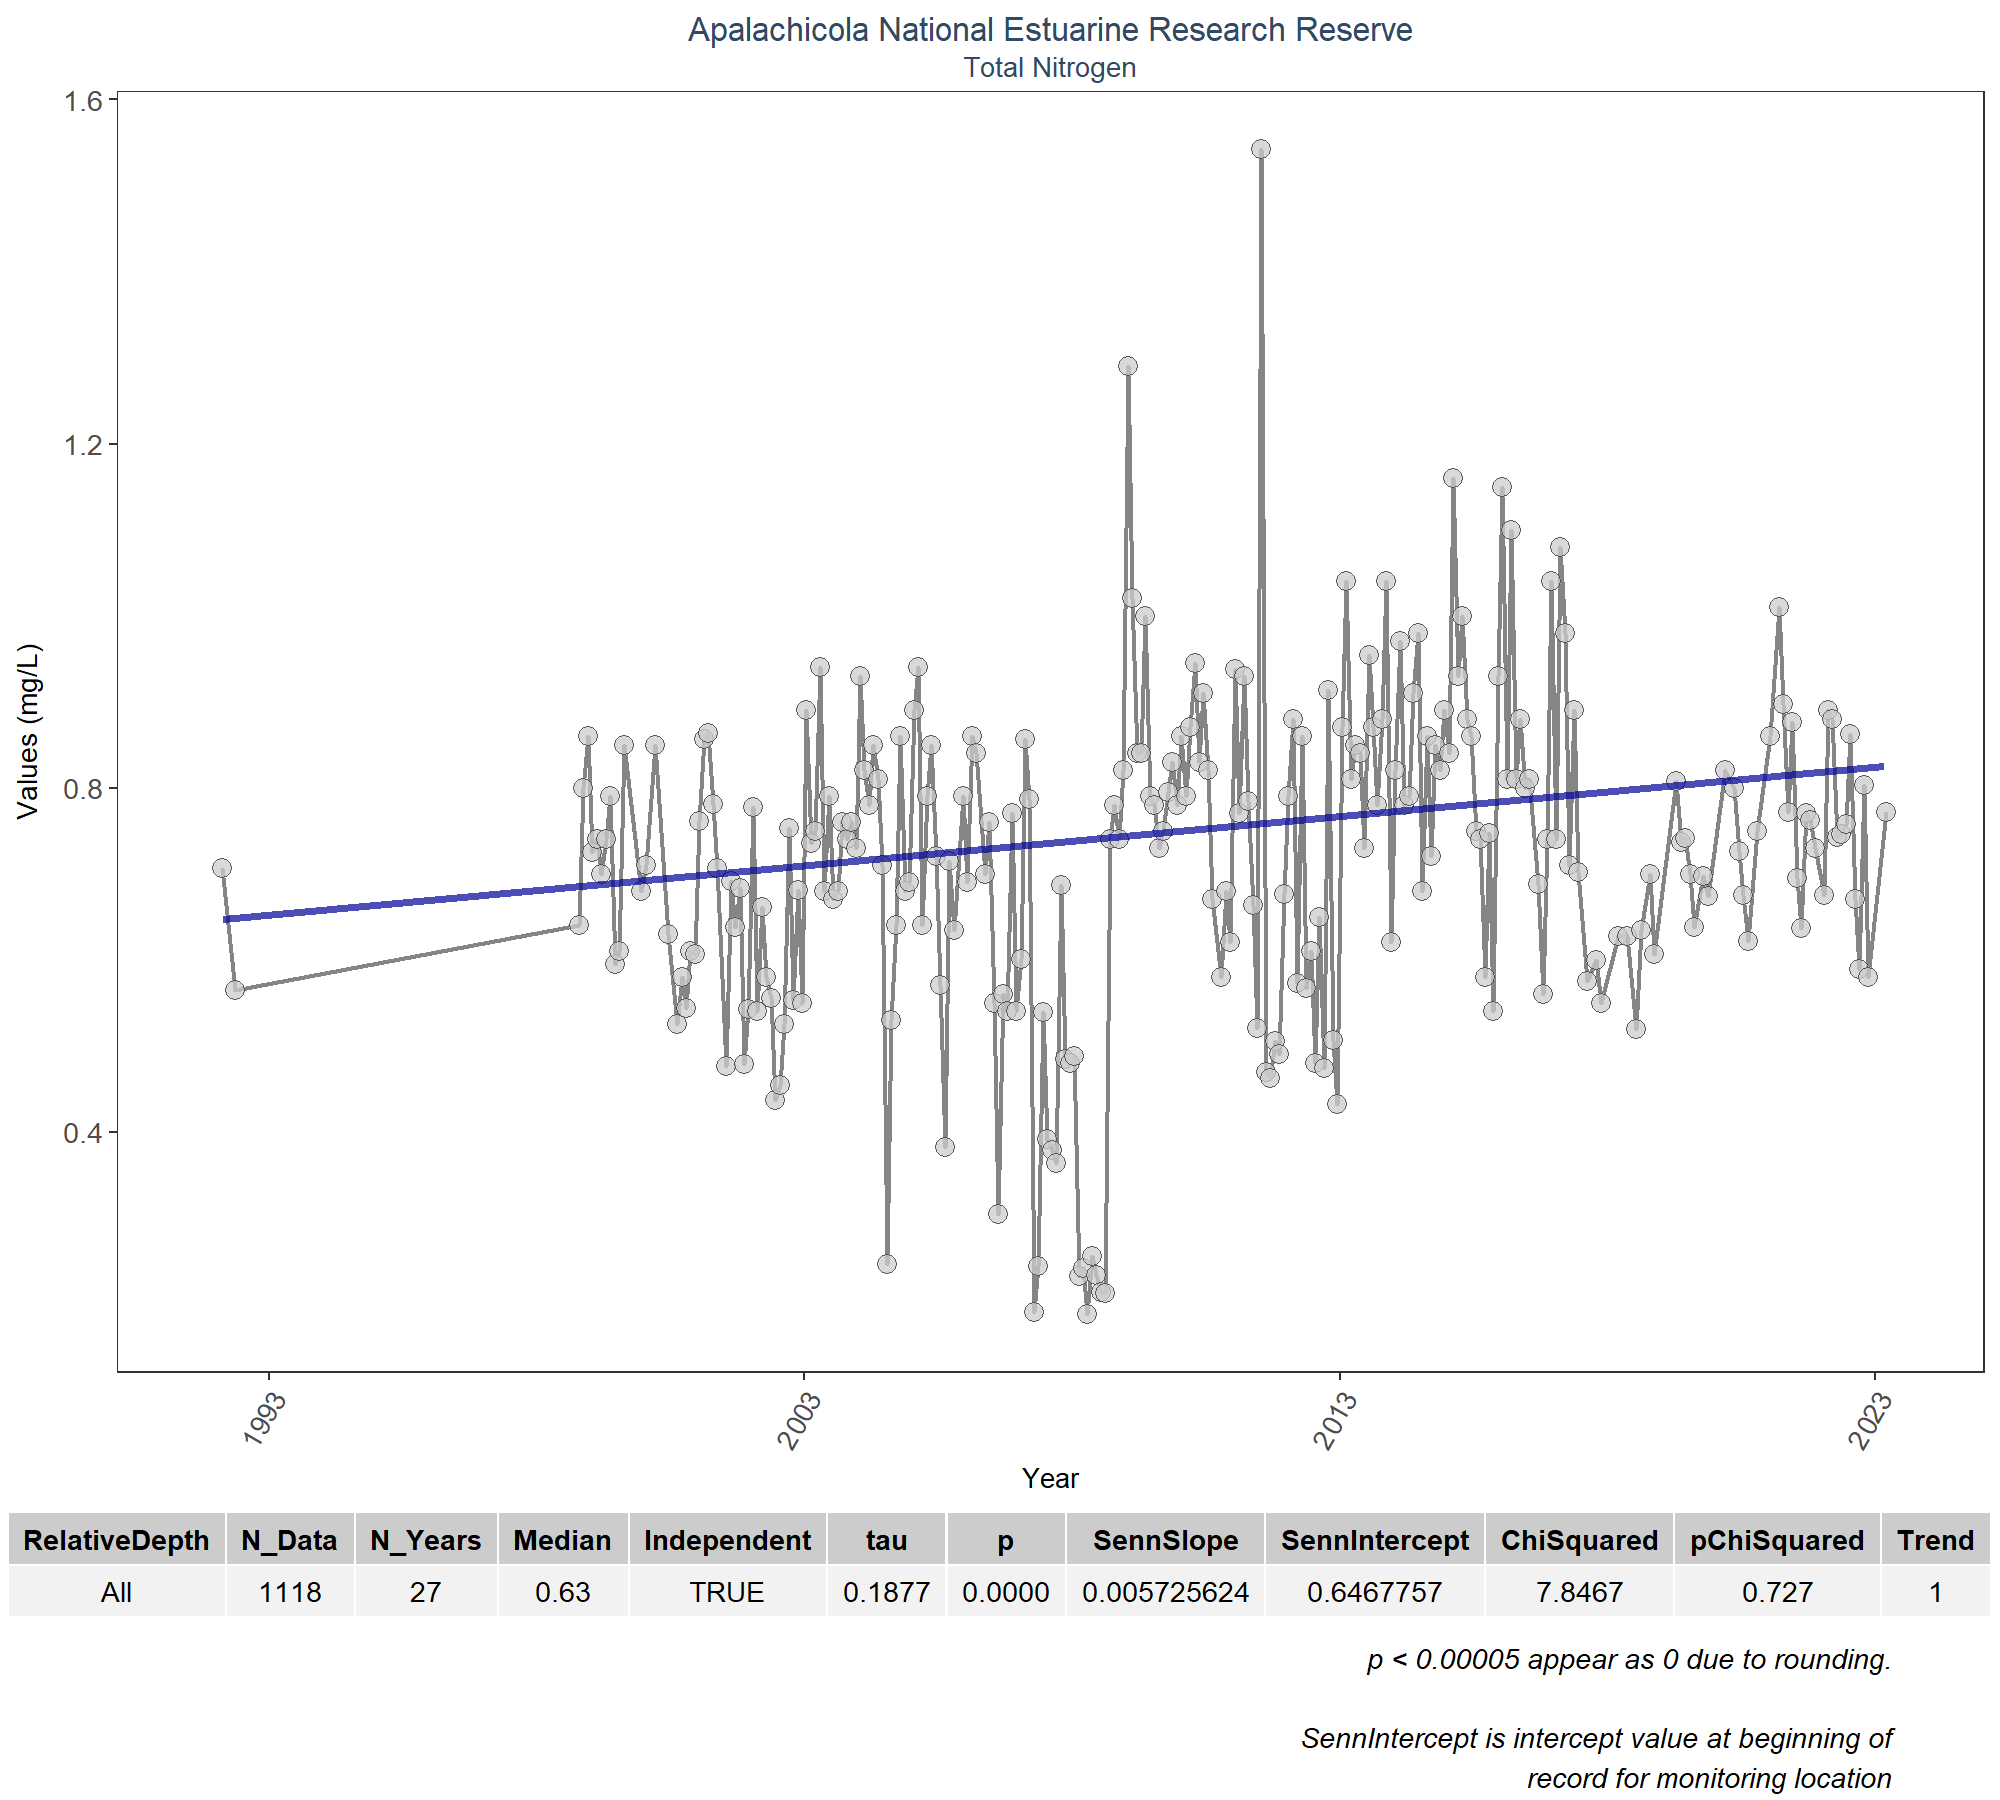 Apalachicola National Estuarine Research Reserve
Total Nitrogen
1.6
1.2
0.8
0.4
Values (mg/L)
1993
2003
2013
2023
Year
RelativeDepth N_Data N_Years Median Independent tau p SennSlope SennIntercept ChiSquared pChiSquared Trend
All 1118 27 0.63 TRUE 0.1877 0.0000 0.005725624 0.6467757 7.8467 0.727 1
p < 0.00005 appear as 0 due to rounding.
SennIntercept is intercept value at beginning of
record for monitoring location